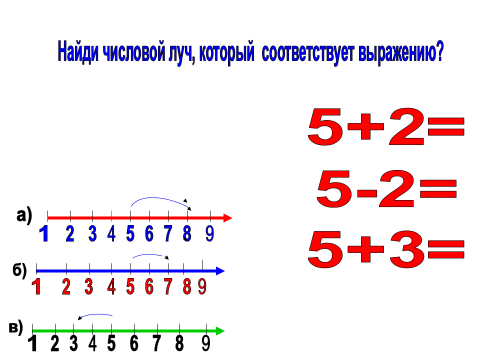 Найди числовой луч, который соответствует выражению?
5+2=
5-2=
5+3=
а)
1 2 3 4 5 6 7 8 9
б)
1 2 3 4 5 6 7 8 9
в)
1 2 3 4 5 6 7 8 9